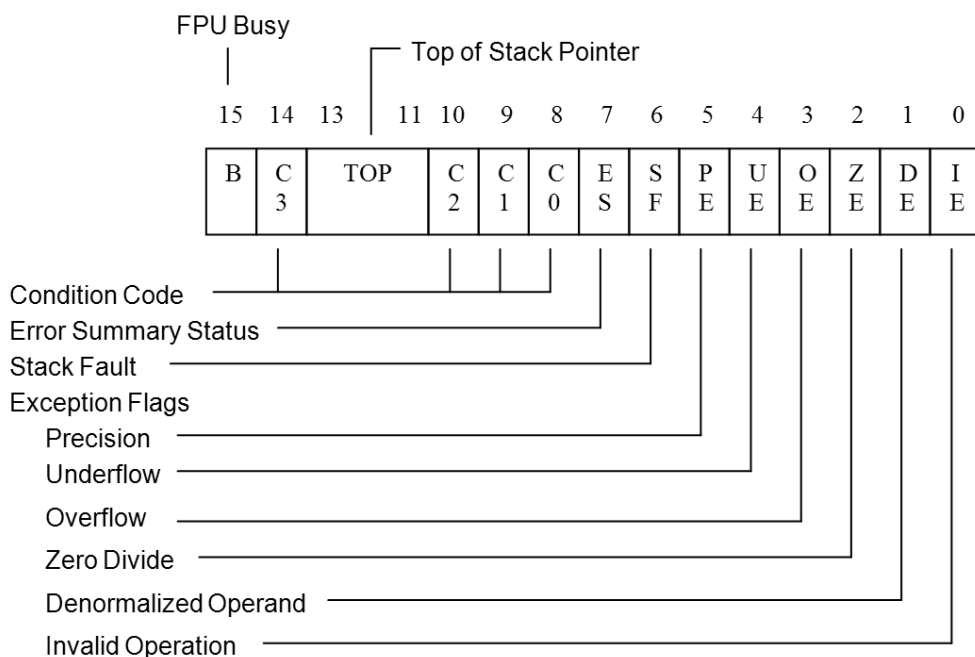 FPU Busy
Top of Stack Pointer
15 14 13 11 10 9 8 7 6 5 4 3 2 1 0
B C TOP C C C E S P U O Z D I
3 2 1 0 S F E E E E E E
Condition Code
Error Summary Status
Stack Fault
Exception Flags
Precision
Underflow
Overflow
Zero Divide
Denormalized Operand
Invalid Operation